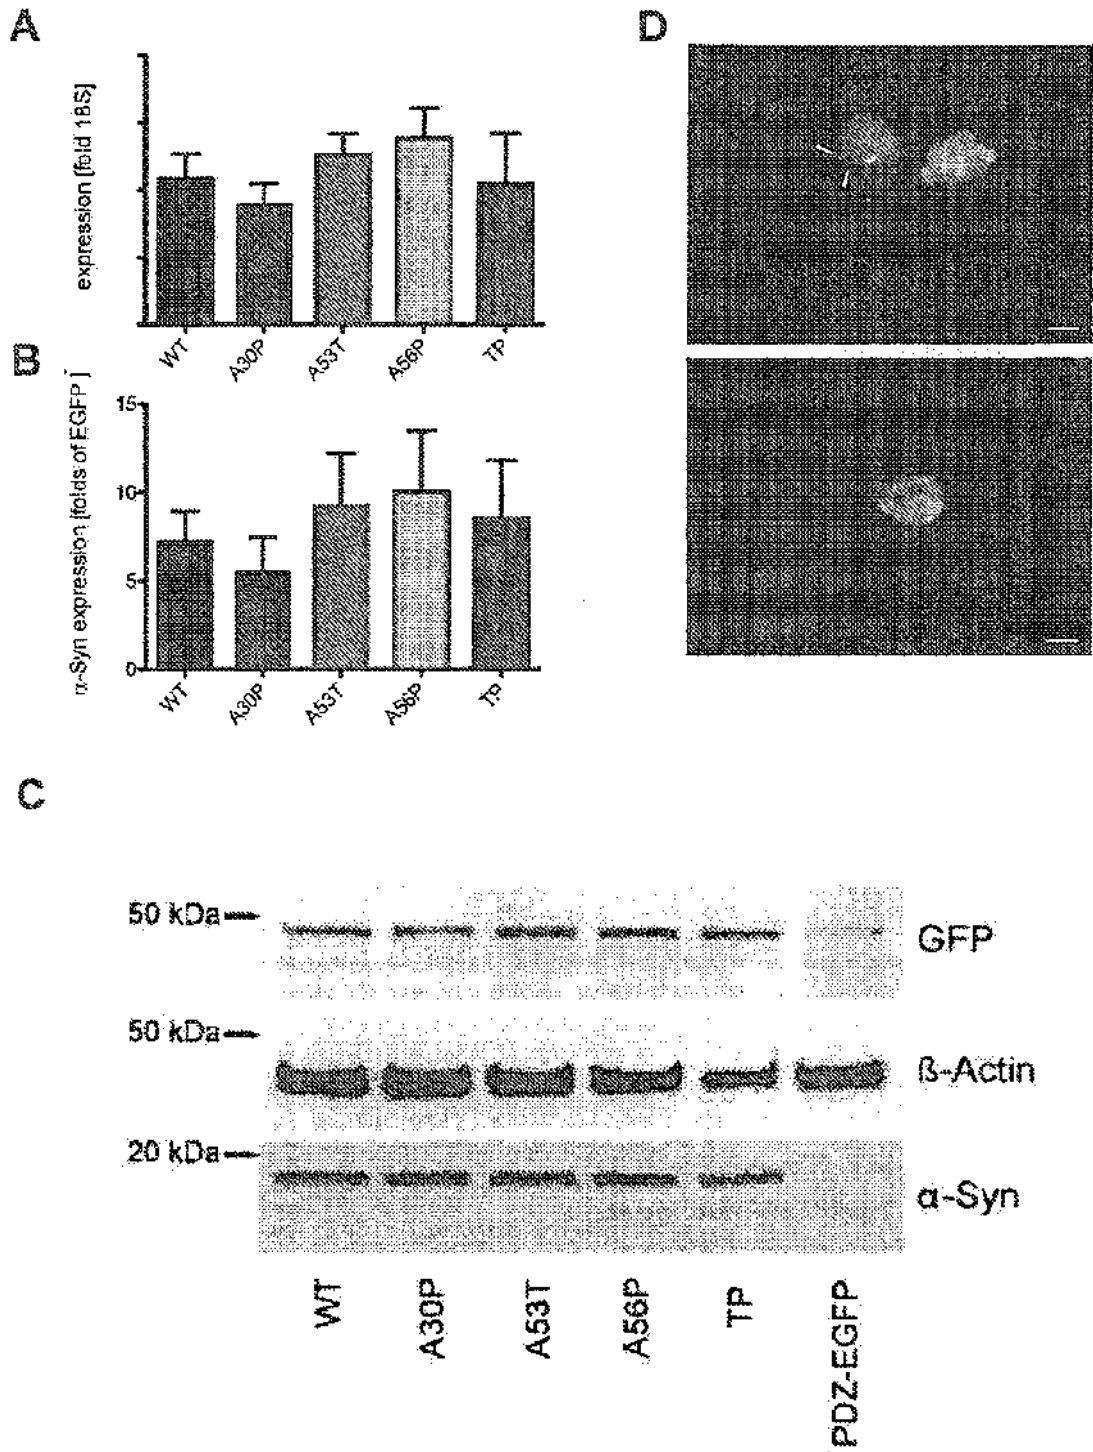 A
expression [fold 18S]
WT
A30P
A53T
A56P
TP
B
α-Syn expression [folds of EGFP]
15
10
5
0
WT
A30P
A53T
A56P
TP
D
C
50 kDa
GFP
50 kDa
ß-Actin
20 kDa
α-Syn
WT
A30P
A53T
A56P
TP
PDZ-EGFP